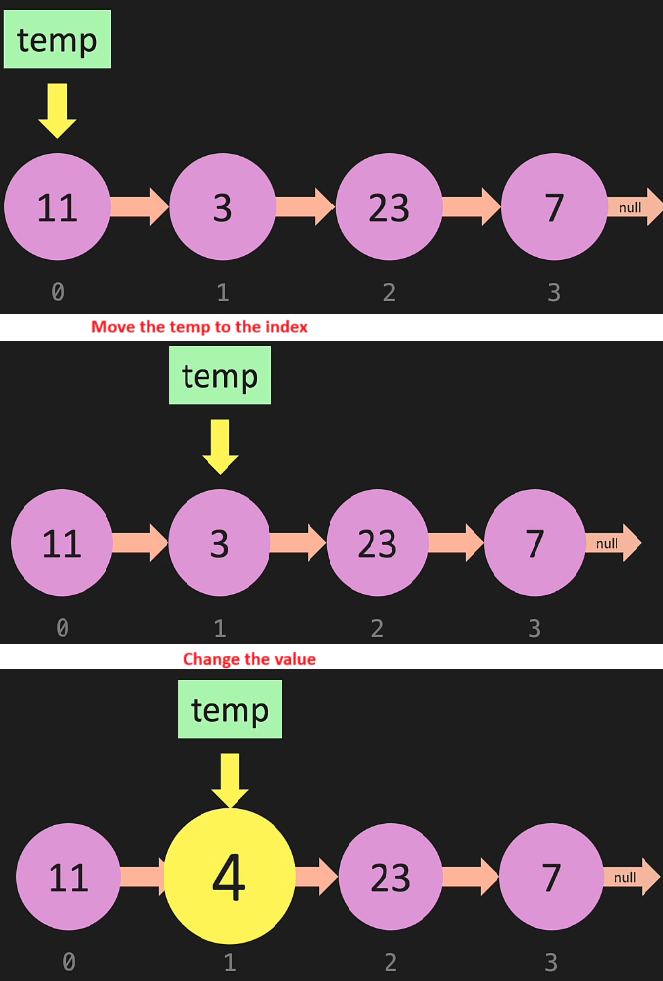 temp
11 3 23 7 null
0 1 2 3
Move the temp to the index
temp
11 3 23 7 null
0 1 2 3
Change the value
temp
11 4 23 7 null
0 1 2 3